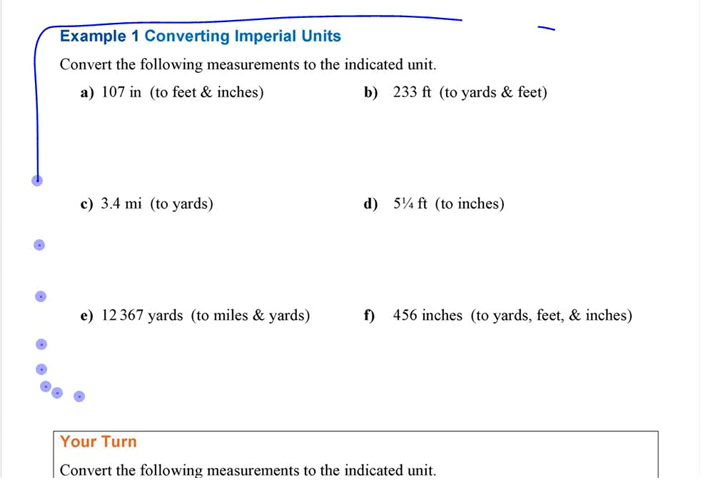 Example 1 Converting Imperial Units
Convert the following measurements to the indicated unit.
a) 107 in (to feet & inches) b) 233 ft (to yards & feet)
c) 3.4 mi (to yards) d) 5¼ ft (to inches)
e) 12 367 yards (to miles & yards) f) 456 inches (to yards, feet, & inches)
Your Turn
Convert the following measurements to the indicated unit.